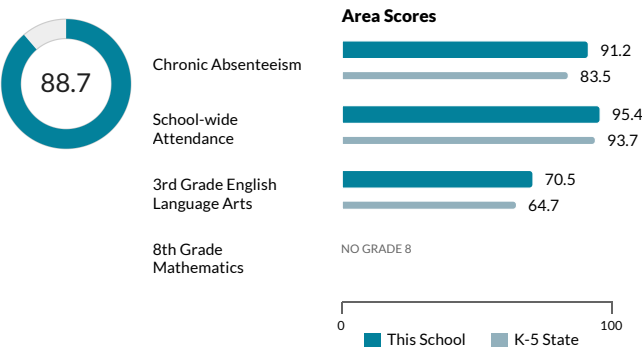 Area Scores
88.7
Chronic Absenteeism
91.2
83.5
School-wide
Attendance
95.4
93.7
3rd Grade English
Language Arts
70.5
64.7
8th Grade
Mathematics
NO GRADE 8
0 100
This School K-5 State